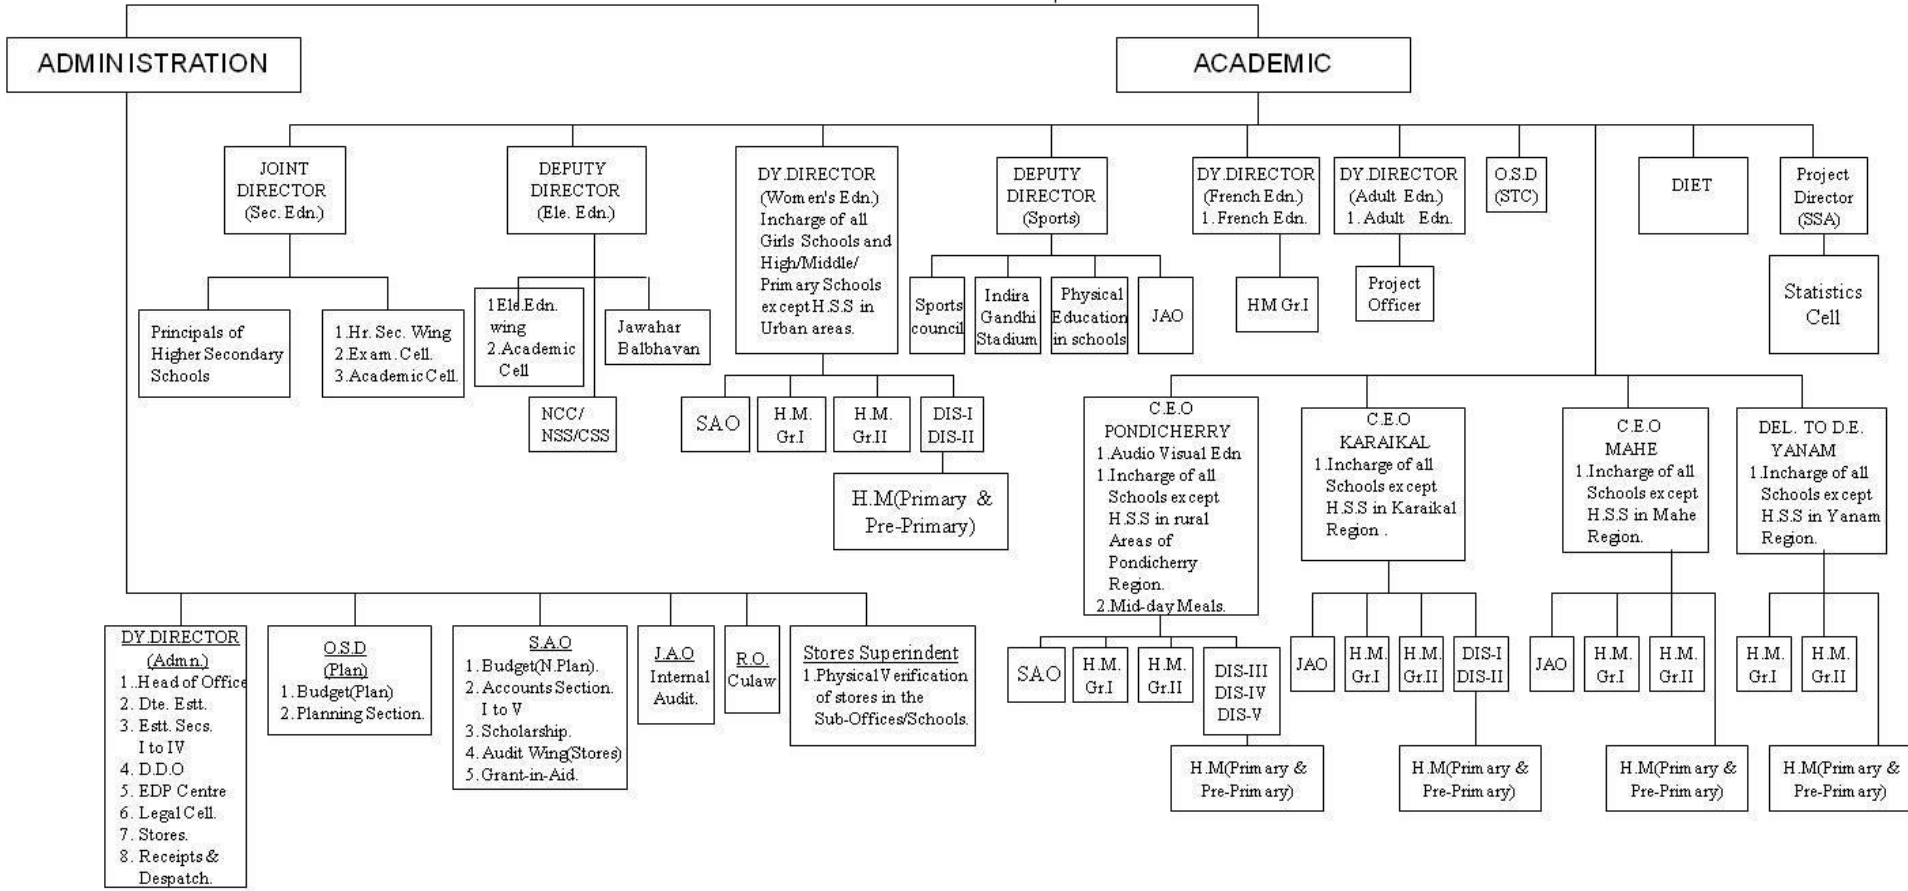 ADMINISTRATION
ACADEMIC
JOINT
DIRECTOR
(Sec. Edn.)
DEPUTY
DIRECTOR
(Ele. Edn.)
DY.DIRECTOR
(Women's Edn.)
Incharge of all
Girls Schools and
High/Middle/
Primary Schools
except H.S.S in
Urban areas.
DEPUTY
DIRECTOR
(Sports)
DY.DIRECTOR
(French Edn.)
1. French Edn.
DY.DIRECTOR
(Adult Edn.)
1. Adult Edn.
O.S.D
(STC)
DIET
Project
Director
(SSA)
Principals of
Higher Secondary
Schools
1.Hr. Sec. Wing
2.Exam. Cell.
3.Academic Cell.
1Ele.Edn.
wing
2.Academic
Cell
Jawahar
Balbhavan
NCC/
NSS/CSS
Sports
council
Indira
Gandhi
Stadium
Physical
Education
in schools
JAO
HM Gr.I
Project
Officer
Statistics
Cell
SAO
H.M.
Gr.I
H.M.
Gr.II
DIS-I
DIS-II
H.M(Primary &
Pre-Primary)
C.E.O
PONDICHERRY
1.Audio Visual Edn
1.Incharge of all
Schools except
H.S.S in rural
Areas of
Pondicherry
Region.
2.Mid-day Meals.
C.E.O
KARAIKAL
1.Incharge of all
Schools except
H.S.S in Karaikal
Region .
C.E.O
MAHE
1.Incharge of all
Schools except
H.S.S in Mahe
Region.
DEL. TO D.E.
YANAM
1.Incharge of all
Schools except
H.S.S in Yanam
Region.
DY.DIRECTOR
(Admn.)
1..Head of Office
2. Dte. Estt.
3. Estt. Secs.
I to IV
4. D.D.O
5. EDP Centre
6. Legal Cell.
7. Stores.
8. Receipts &
Despatch.
O.S.D
(Plan)
1. Budget(Plan)
2. Planning Section.
S.A.O
1. Budget(N.Plan).
2. Accounts Section.
I to V
3. Scholarship.
4. Audit Wing(Stores)
5. Grant-in-Aid.
J.A.O
Internal
Audit.
R.O.
Culaw
Stores Superindent
1.Physical Verification
of stores in the
Sub-Offices/Schools.
SAO
H.M.
Gr.I
H.M.
Gr.II
DIS-III
DIS-IV
DIS-V
H.M(Primary &
Pre-Primary)
JAO
H.M.
Gr.I
H.M.
Gr.II
DIS-I
DIS-II
H.M(Primary &
Pre-Primary)
JAO
H.M.
Gr.I
H.M.
Gr.II
H.M(Primary &
Pre-Primary)
H.M.
Gr.I
H.M.
Gr.II
H.M(Primary &
Pre-Primary)